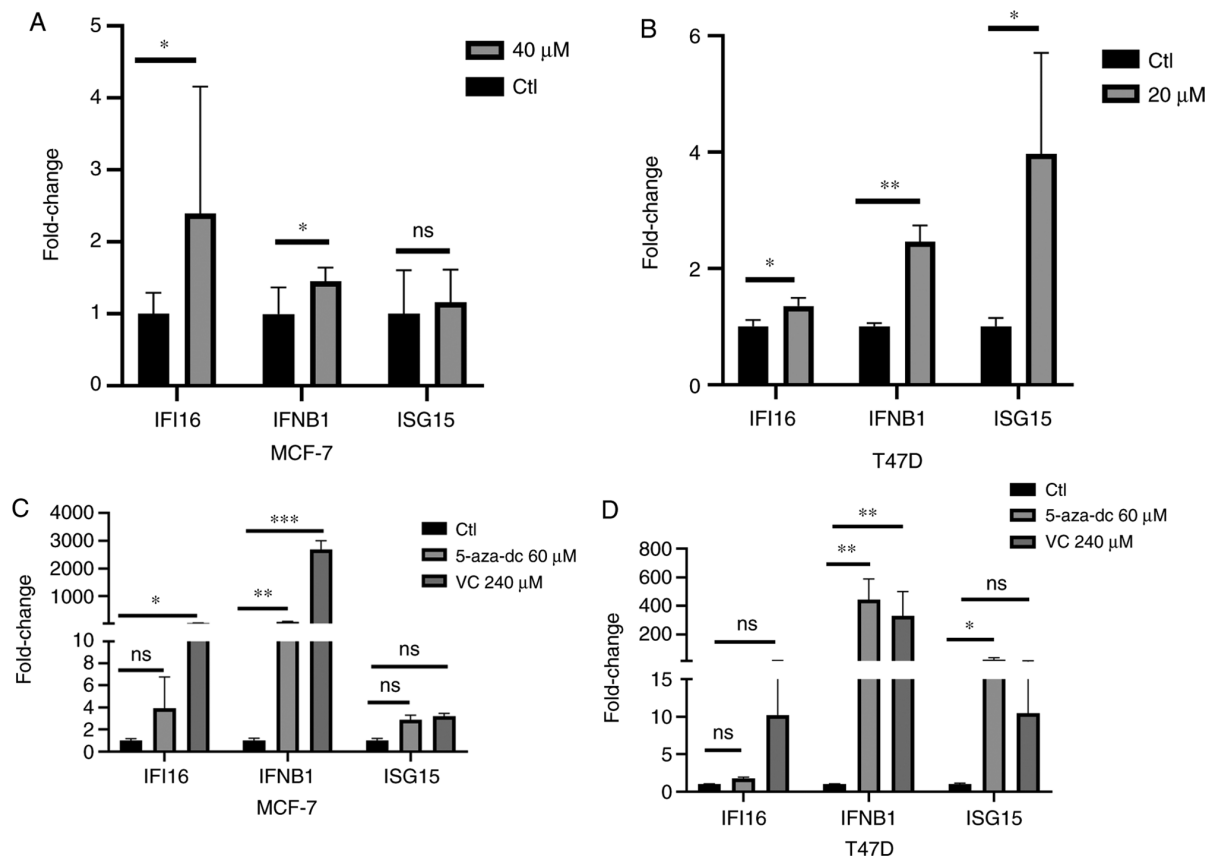 A
5
4
3
2
1
0
Fold-change
*
*
ns
40 µM
Ctl
IFI16 IFNB1 ISG15
MCF-7
B
6
4
2
0
Fold-change
*
**
*
Ctl
20 µM
IFI16 IFNB1 ISG15
T47D
C
4000
3000
2000
1000
10
8
6
4
2
0
Fold-change
*
ns
***
**
ns
ns
Ctl
5-aza-dc 60 µM
VC 240 µM
IFI16 IFNB1 ISG15
MCF-7
D
800
600
400
200
15
10
5
0
Fold-change
ns
ns
**
**
ns
*
Ctl
5-aza-dc 60 µM
VC 240 µM
IFI16 IFNB1 ISG15
T47D